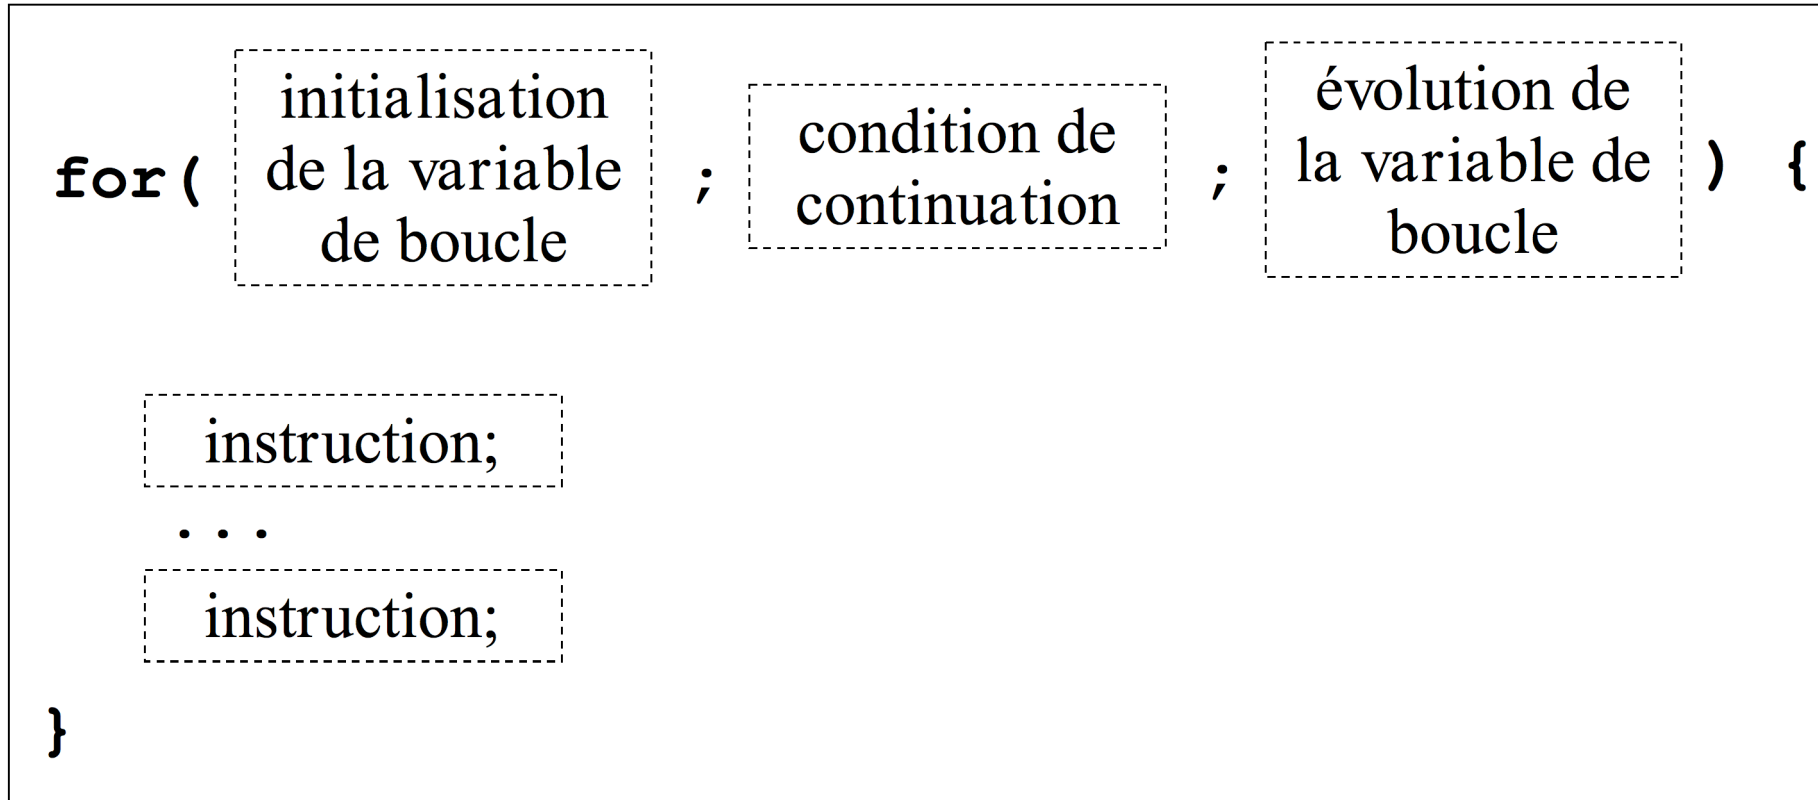 for( initialisation de la variable de boucle ; condition de continuation ; évolution de la variable de boucle ) {
instruction;
...
instruction;
}